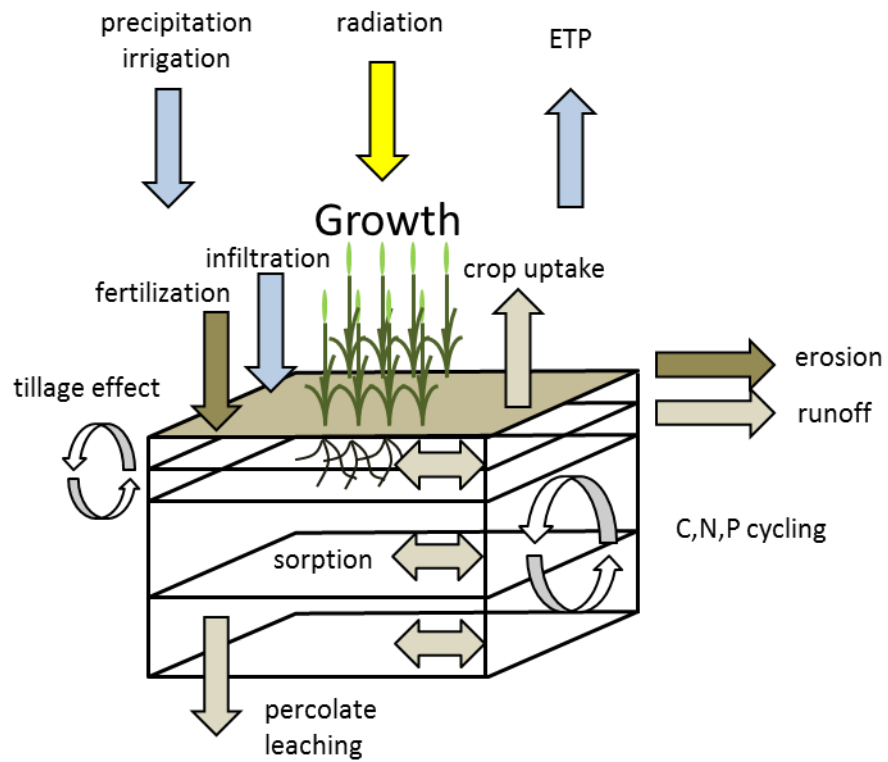 precipitation
irrigation
radiation
ETP
Growth
infiltration
fertilization
crop uptake
tillage effect
erosion
runoff
sorption
C,N,P cycling
percolate
leaching